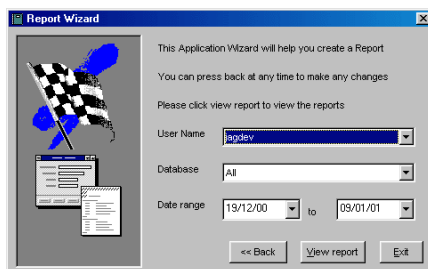 Report Wizard
This Application Wizard will help you create a Report
You can press back at any time to make any changes
Please click view report to view the reports
User Name jagdev
Database All
Date range 19/12/00 to 09/01/01
<< Back View report Exit